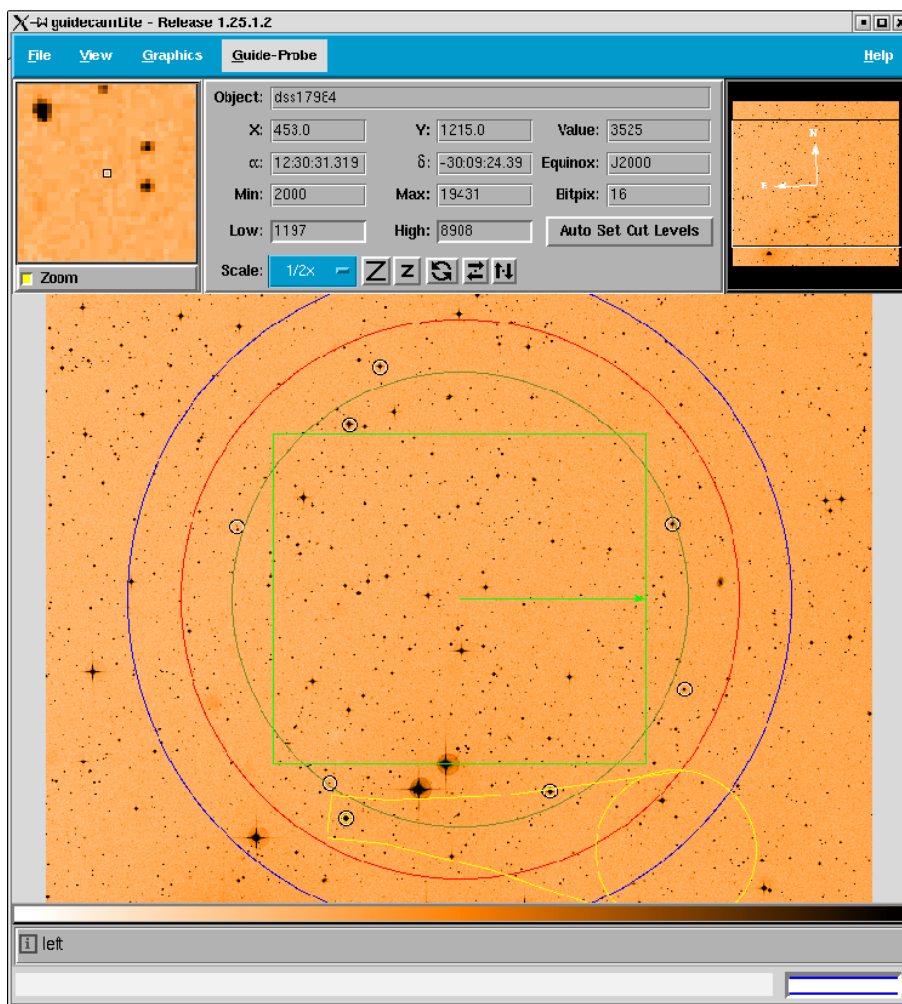 guidecamLite - Release 1.25.1.2
File View Graphics Guide-Probe Help
Object: dss17984
X: 453.0 Y: 1215.0 Value: 3525
α: 12:30:31.319 δ: -30:09:24.39 Equinox: J2000
Min: 2000 Max: 19431 Bitpix: 16
Low: 1197 High: 8908 Auto Set Cut Levels
Scale: 1/2x Z z
Zoom
N
E
left